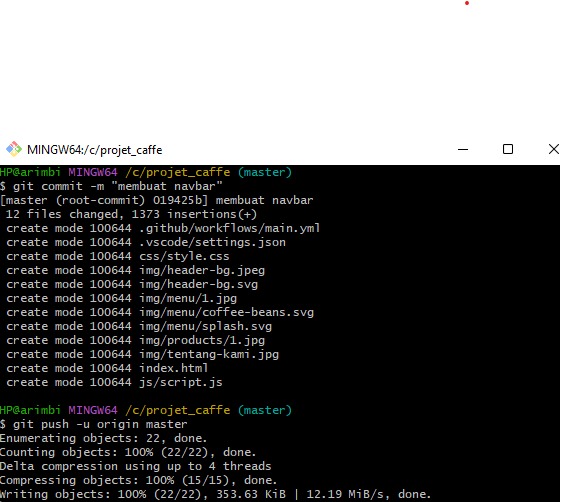 MINGW64:/c/projet_caffe
HP@arimbi MINGW64 /c/projet_caffe (master)
$ git commit -m "membuat navbar"
[master (root-commit) 019425b] membuat navbar
 12 files changed, 1373 insertions(+)
 create mode 100644 .github/workflows/main.yml
 create mode 100644 .vscode/settings.json
 create mode 100644 css/style.css
 create mode 100644 img/header-bg.jpeg
 create mode 100644 img/header-bg.svg
 create mode 100644 img/menu/1.jpg
 create mode 100644 img/menu/coffee-beans.svg
 create mode 100644 img/menu/splash.svg
 create mode 100644 img/products/1.jpg
 create mode 100644 img/tentang-kami.jpg
 create mode 100644 index.html
 create mode 100644 js/script.js
HP@arimbi MINGW64 /c/projet_caffe (master)
$ git push -u origin master
Enumerating objects: 22, done.
Counting objects: 100% (22/22), done.
Delta compression using up to 4 threads
Compressing objects: 100% (15/15), done.
Writing objects: 100% (22/22), 353.63 KiB | 12.19 MiB/s, done.